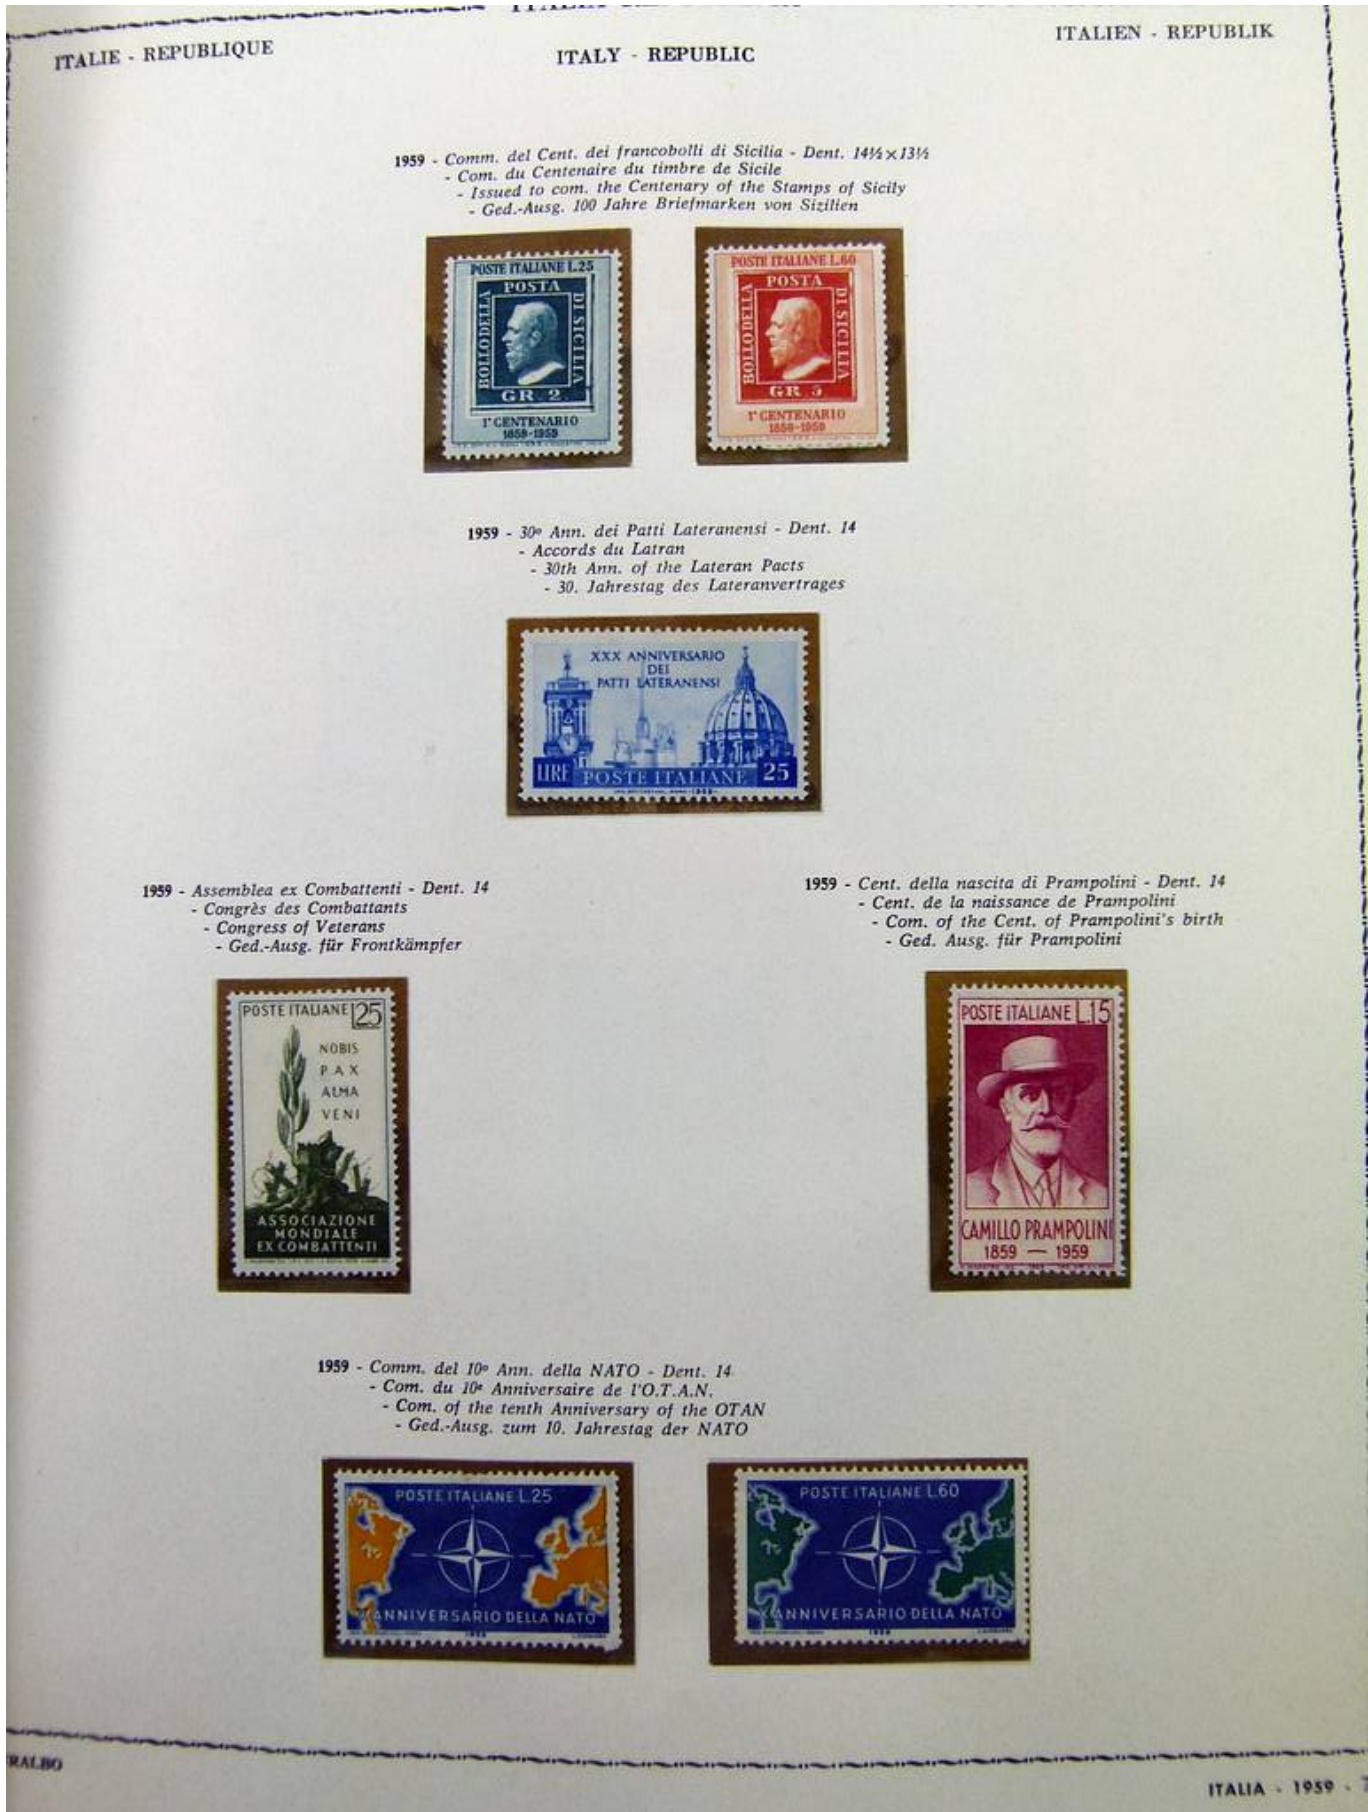 ITALIE - REPUBLIQUE
ITALY - REPUBLIC
ITALIEN - REPUBLIK
1959 - Comm. del Cent. dei francobolli di Sicilia - Dent. 14½ x 13½
- Com. du Centenaire du timbre de Sicile
- Issued to com. the Centenary of the Stamps of Sicily
- Ged.-Ausg. 100 Jahre Briefmarken von Sizilien
POSTE ITALIANE L.25
POSTA
BOLLO DELLA
DI SICILIA
GR. 2
1° CENTENARIO
1859-1959
POSTE ITALIANE L.60
POSTA
BOLLO DELLA
DI SICILIA
GR 5
1° CENTENARIO
1859-1959
1959 - 30º Ann. dei Patti Lateranensi - Dent. 14
- Accords du Latran
- 30th Ann. of the Lateran Pacts
- 30. Jahrestag des Lateranvertrages
XXX ANNIVERSARIO
DEI
PATTI LATERANENSI
LIRE POSTE ITALIANE 25
1959 - Assemblea ex Combattenti - Dent. 14
- Congrès des Combattants
- Congress of Veterans
- Ged.-Ausg. für Frontkämpfer
POSTE ITALIANE 25
NOBIS
PAX
ALMA
VENI
ASSOCIAZIONE
MONDIALE
EX COMBATTENTI
1959 - Cent. della nascita di Prampolini - Dent. 14
- Cent. de la naissance de Prampolini
- Com. of the Cent. of Prampolini's birth
- Ged. Ausg. für Prampolini
POSTE ITALIANE L.15
CAMILLO PRAMPOLINI
1859 — 1959
1959 - Comm. del 10º Ann. della NATO - Dent. 14
- Com. du 10e Anniversaire de l'O.T.A.N.
- Com. of the tenth Anniversary of the OTAN
- Ged.-Ausg. zum 10. Jahrestag der NATO
POSTE ITALIANE L.25
X ANNIVERSARIO DELLA NATO
1959
POSTE ITALIANE L.60
X ANNIVERSARIO DELLA NATO
1959
RALBO
ITALIA - 1959 - 7